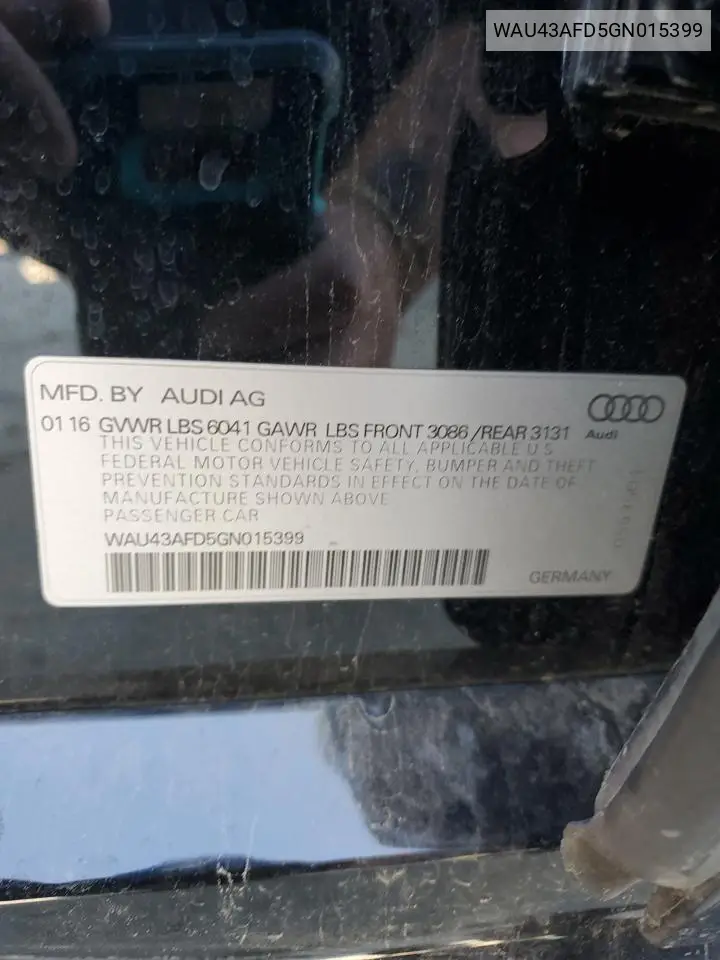 WAU43AFD5GN015399
MFD. BY AUDI AG
01 16 GVWR LBS 6041 GAWR LBS FRONT 3086 / REAR 3131
Audi
THIS VEHICLE CONFORMS TO ALL APPLICABLE U S
FEDERAL MOTOR VEHICLE SAFETY, BUMPER AND THEFT
PREVENTION STANDARDS IN EFFECT ON THE DATE OF
MANUFACTURE SHOWN ABOVE
PASSENGER CAR
WAU43AFD5GN015399
GERMANY